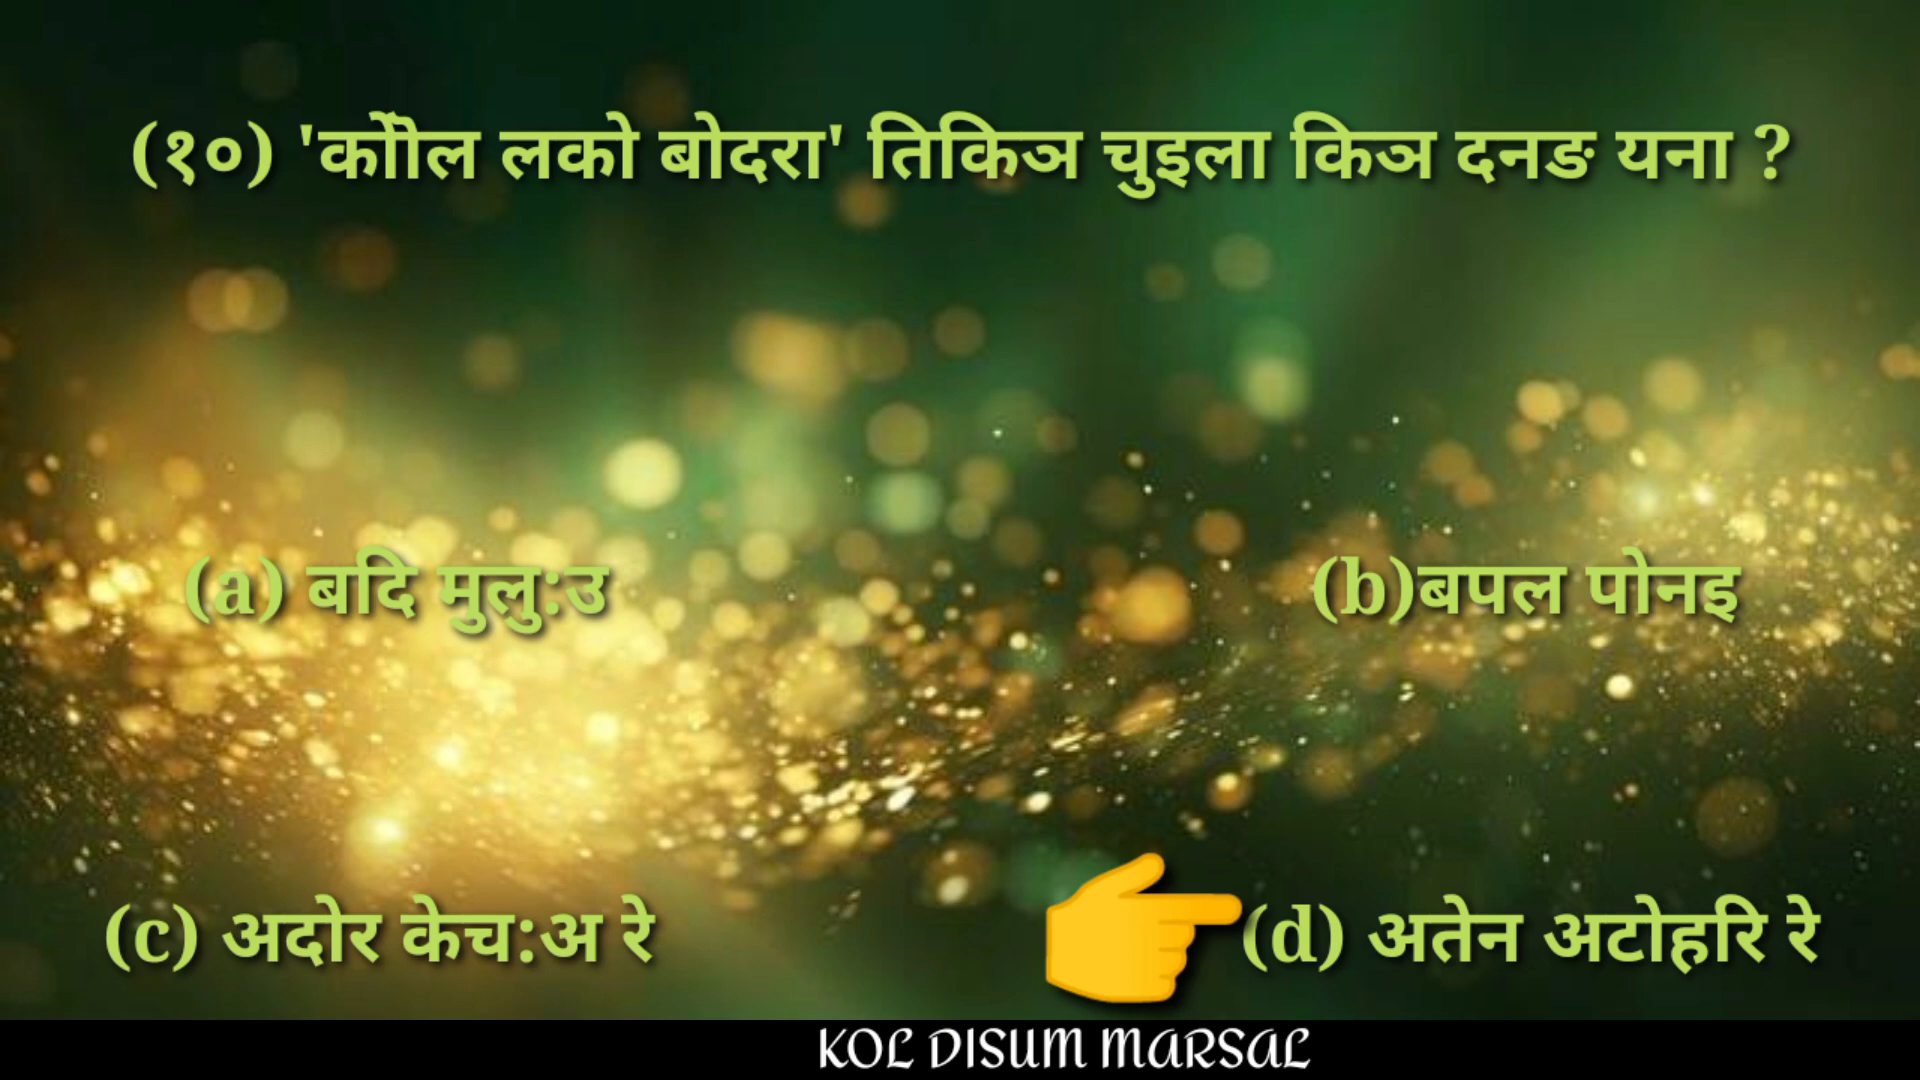 (१०) 'कोोल लको बोदरा' तिकिञ चुइला किञ दनङ यना ?
(a) बदि मुलु:उ
(b)बपल पोनइ
(c) अदोर केच:अ रे
(d) अतेन अटोहरि रे
KOL DISUM MARSAL